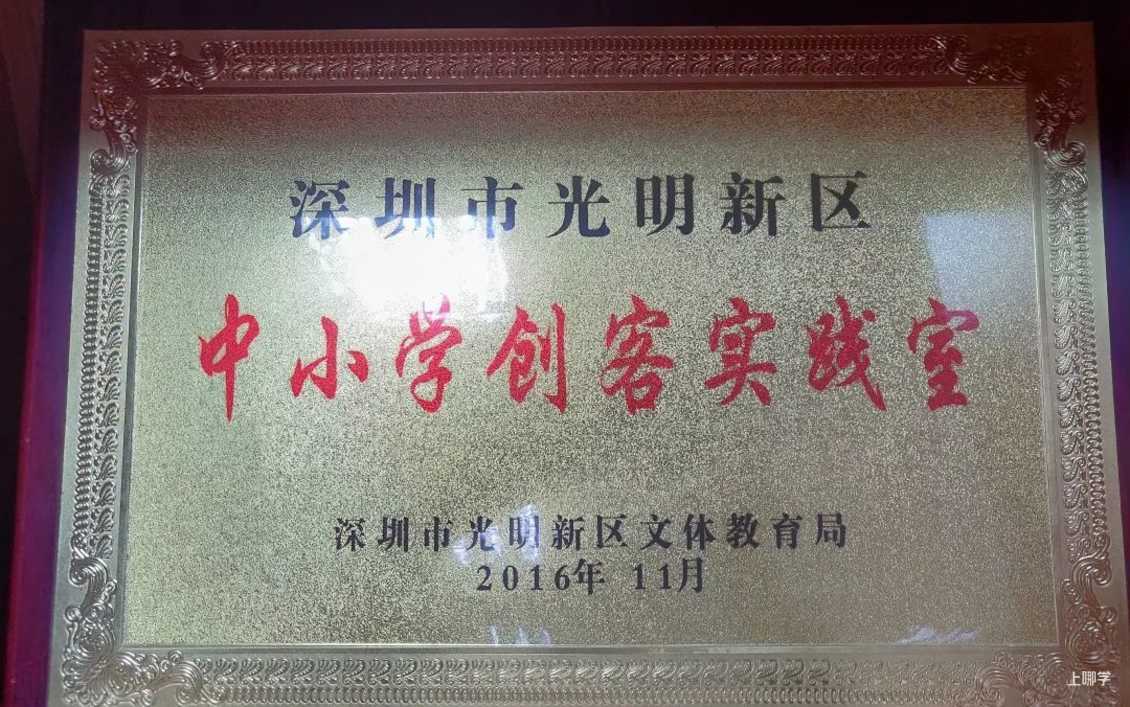 深圳市光明新区
中小学创客实践室
深圳市光明新区文体教育局
2016年 11月
上哪学